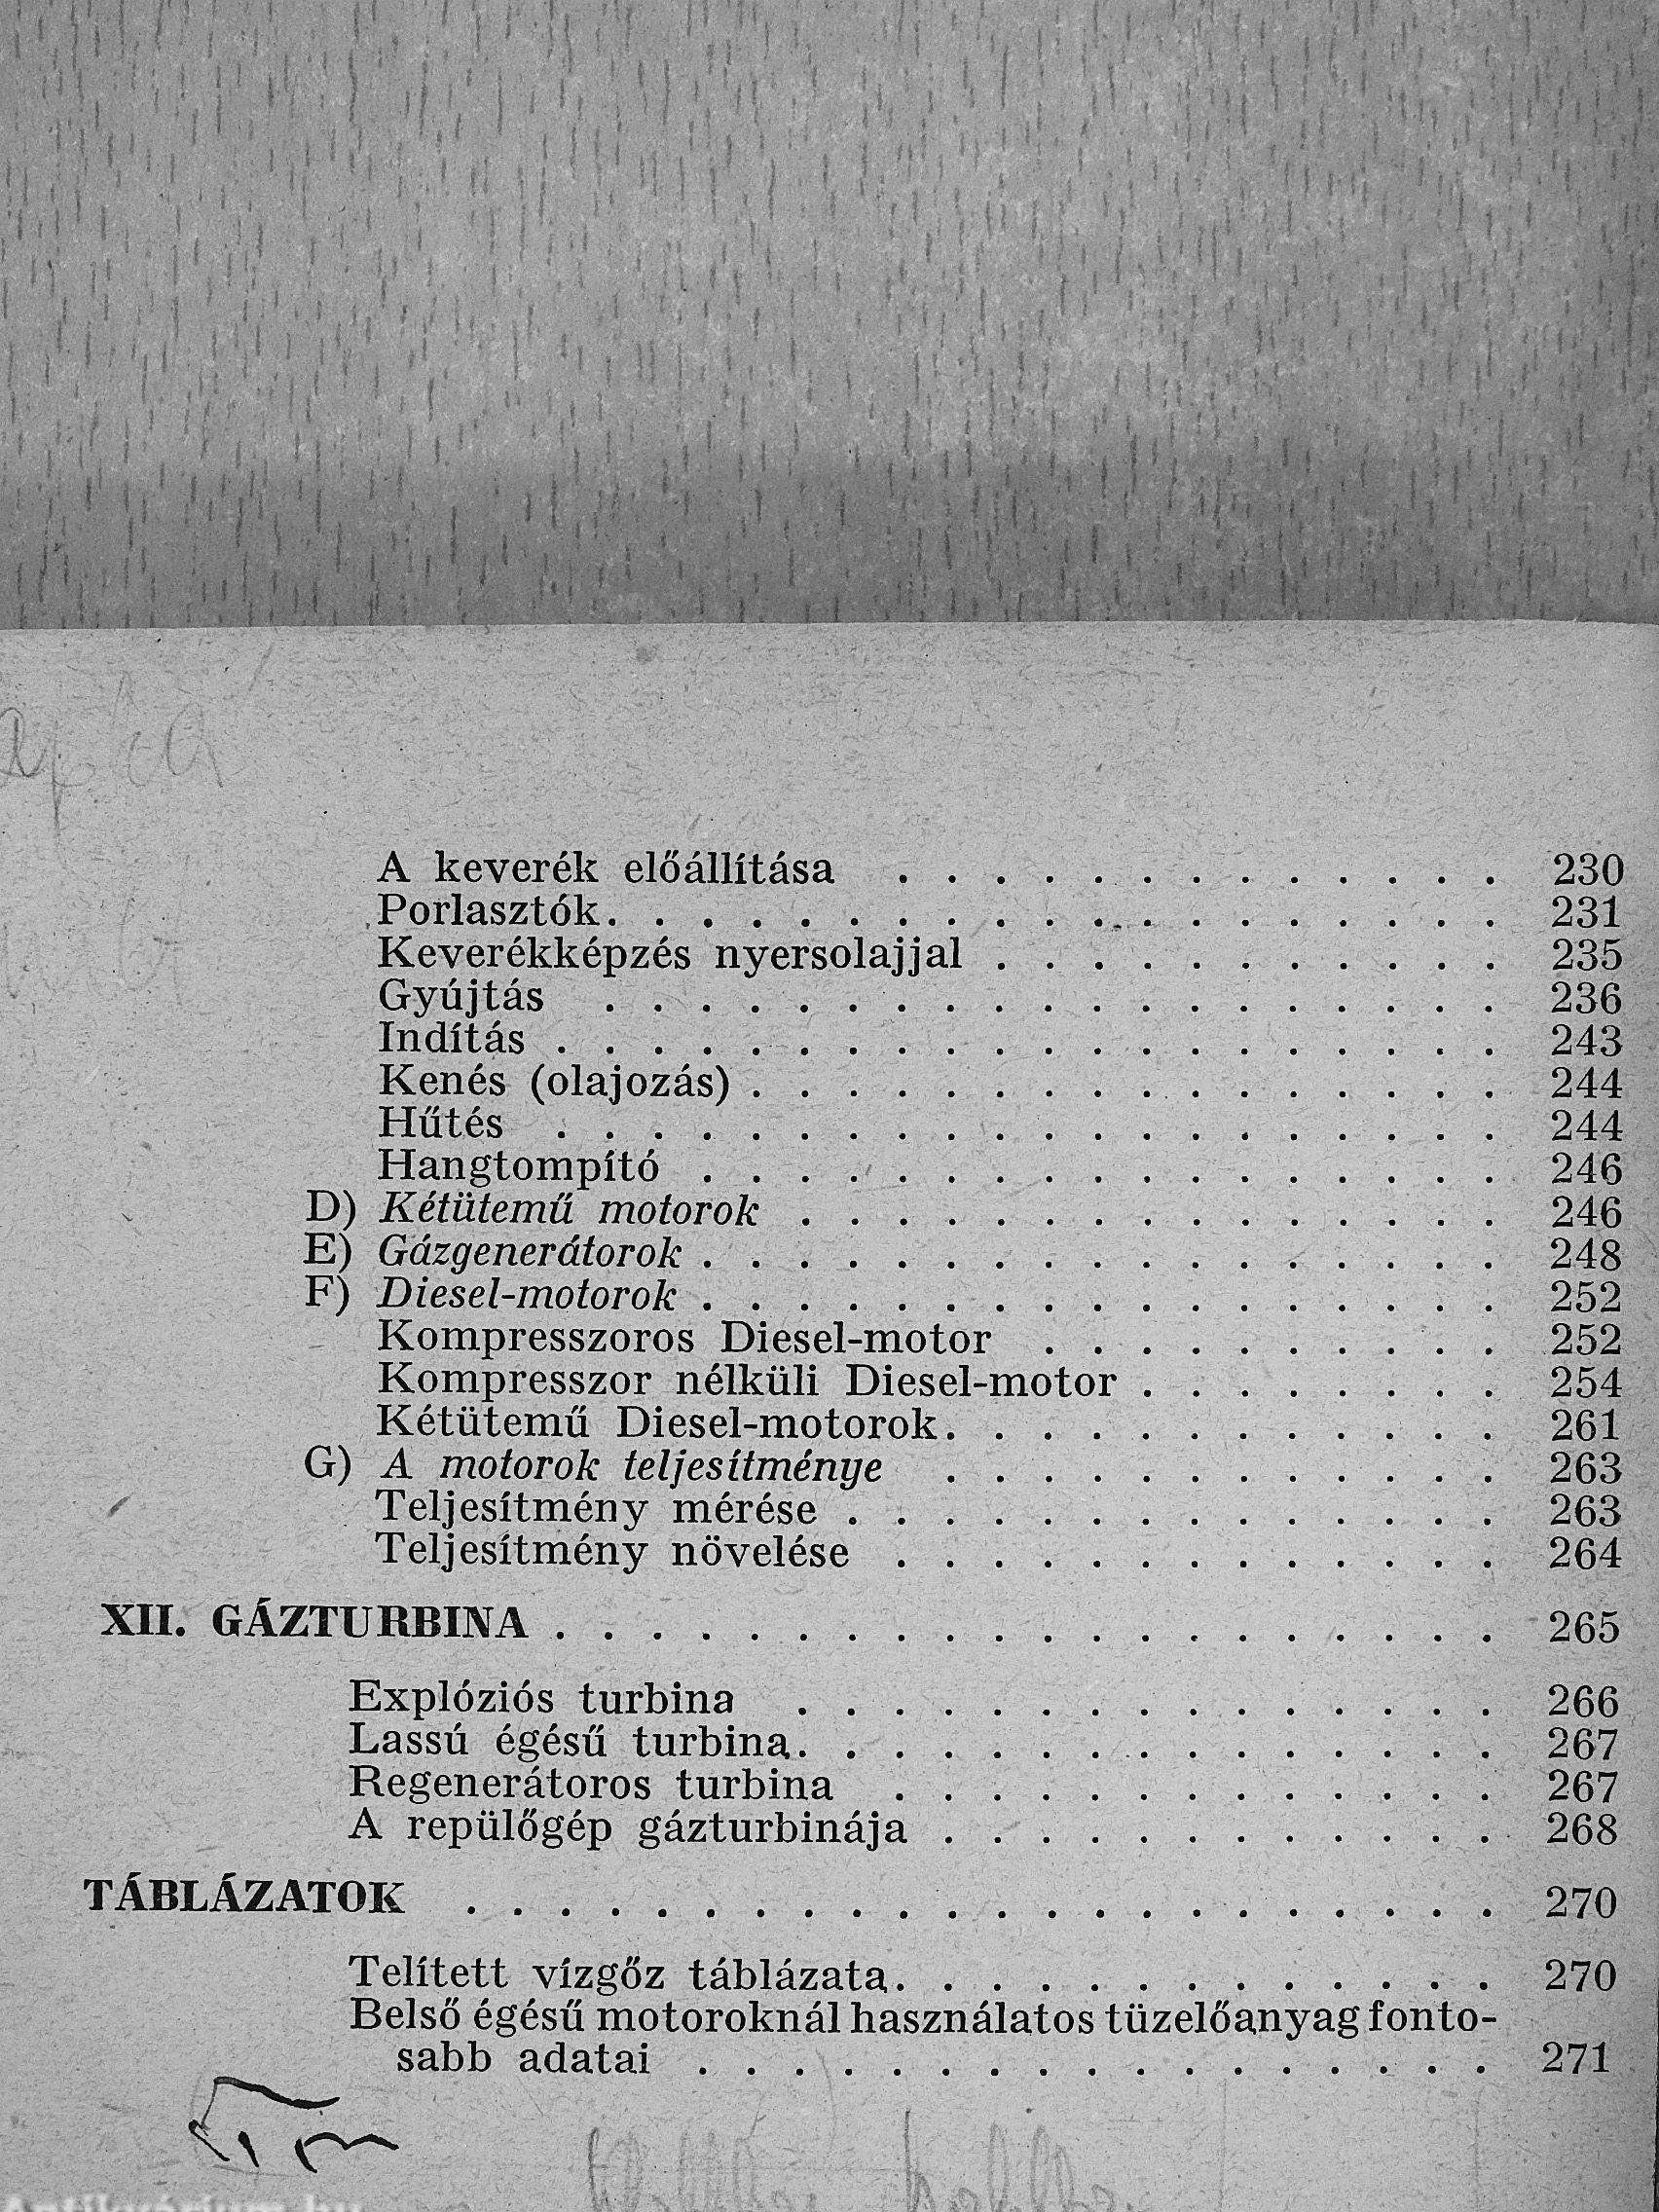 A keverék előállítása . . . . . . . . . . . . . 230
Porlasztók. . . . . . . . . . . . . . . . . . . 231
Keverékképzés nyersolajjal . . . . . . . . . . . 235
Gyújtás . . . . . . . . . . . . . . . . . . . 236
Indítás . . . . . . . . . . . . . . . . . . . . 243
Kenés (olajozás) . . . . . . . . . . . . . . . . 244
Hűtés . . . . . . . . . . . . . . . . . . . . 244
Hangtompító . . . . . . . . . . . . . . . . . 246
D) Kétütemű motorok . . . . . . . . . . . . . . . 246
E) Gázgenerátorok . . . . . . . . . . . . . . . . . 248
F) Diesel-motorok . . . . . . . . . . . . . . . . . 252
Kompresszoros Diesel-motor . . . . . . . . . . 252
Kompresszor nélküli Diesel-motor . . . . . . . . 254
Kétütemű Diesel-motorok. . . . . . . . . . . . 261
G) A motorok teljesítménye . . . . . . . . . . . . 263
Teljesítmény mérése . . . . . . . . . . . . . . 263
Teljesítmény növelése . . . . . . . . . . . . . 264
XII. GÁZTURBINA . . . . . . . . . . . . . . . . . . . . 265
Explóziós turbina . . . . . . . . . . . . . . . 266
Lassú égésű turbina. . . . . . . . . . . . . . . 267
Regenerátoros turbina . . . . . . . . . . . . . 267
A repülőgép gázturbinája . . . . . . . . . . . . 268
TÁBLÁZATOK . . . . . . . . . . . . . . . . . . . . . . 270
Telített vízgőz táblázata. . . . . . . . . . . . . 270
Belső égésű motoroknál használatos tüzelőanyag fonto-
sabb adatai . . . . . . . . . . . . . . . . . 271